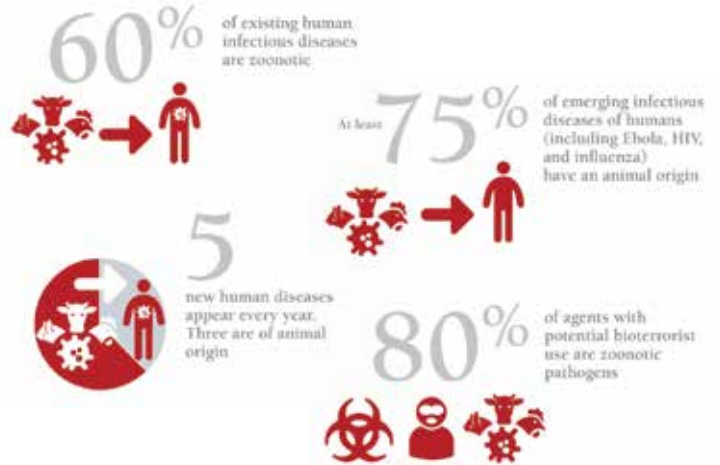 60%
of existing human
infectious diseases
are zoonotic
At least
75%
of emerging infectious
diseases of humans
(including Ebola, HIV,
and influenza)
have an animal origin
5
new human diseases
appear every year.
Three are of animal
origin
80%
of agents with
potential bioterrorist
use are zoonotic
pathogens